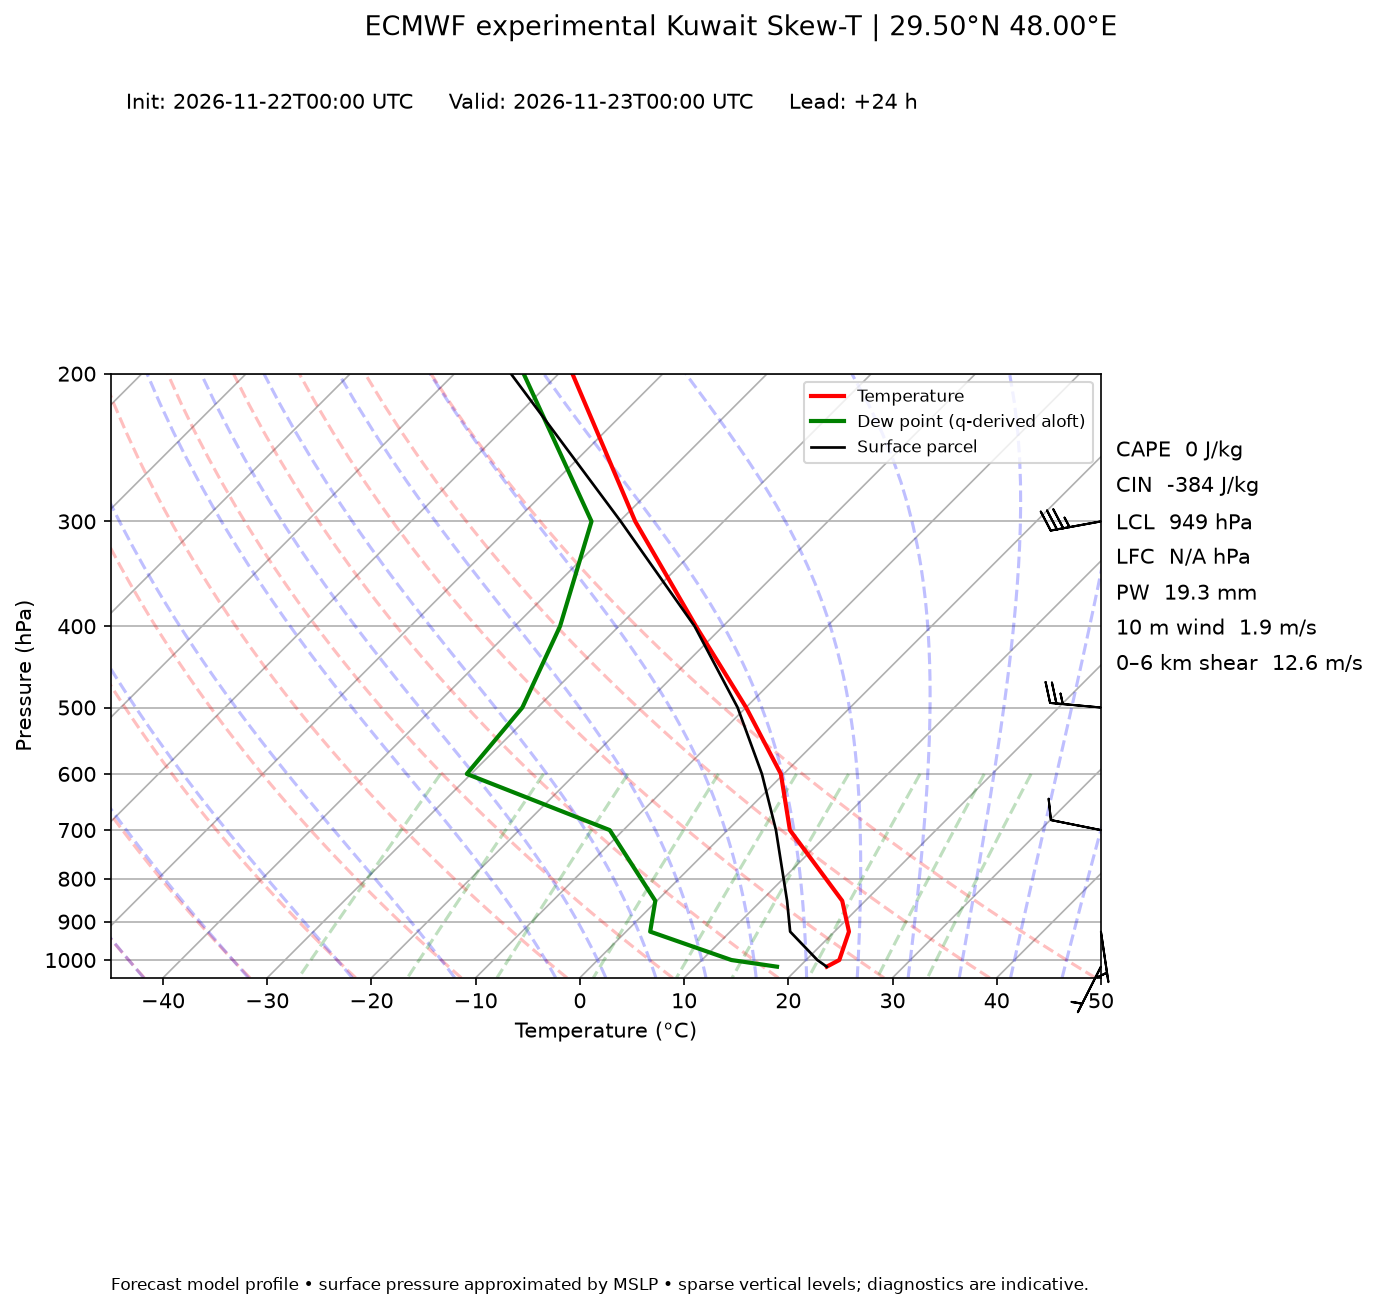 ECMWF experimental Kuwait Skew-T | 29.50°N 48.00°E
Init: 2026-11-22T00:00 UTC Valid: 2026-11-23T00:00 UTC Lead: +24 h
200
300
400
500
600
700
800
900
1000
Pressure (hPa)
Temperature
Dew point (q-derived aloft)
Surface parcel
CAPE 0 J/kg
CIN -384 J/kg
LCL 949 hPa
LFC N/A hPa
PW 19.3 mm
10 m wind 1.9 m/s
0–6 km shear 12.6 m/s
−40 −30 −20 −10 0 10 20 30 40 50
Temperature (°C)
Forecast model profile • surface pressure approximated by MSLP • sparse vertical levels; diagnostics are indicative.